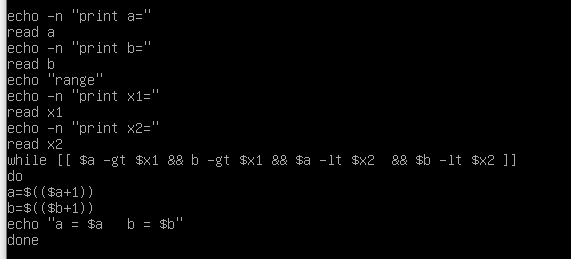 echo -n "print a="
read a
echo -n "print b="
read b
echo "range"
echo -n "print x1="
read x1
echo -n "print x2="
read x2
while [[ $a -gt $x1 && b -gt $x1 && $a -lt $x2  && $b -lt $x2 ]]
do
a=$(($a+1))
b=$(($b+1))
echo "a = $a   b = $b"
done